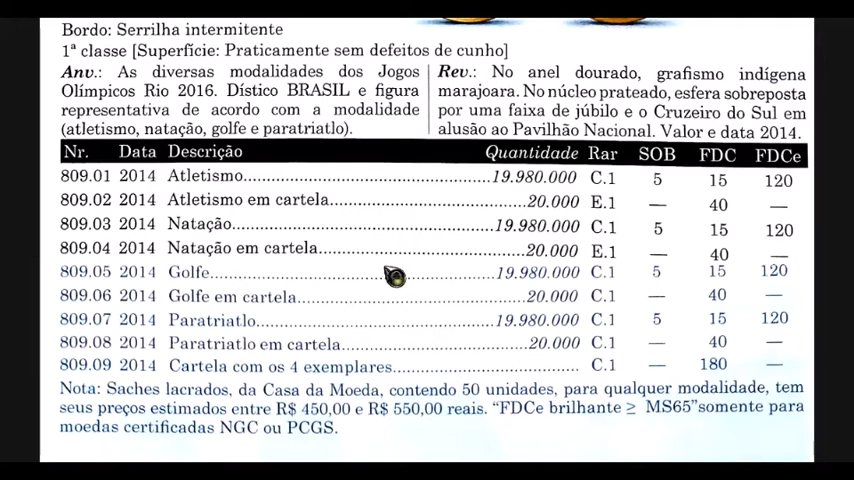 Bordo: Serrilha intermitente
1ª classe [Superfície: Praticamente sem defeitos de cunho]
Anv.: As diversas modalidades dos Jogos
Olímpicos Rio 2016. Dístico BRASIL e figura
representativa de acordo com a modalidade
(atletismo, natação, golfe e paratriatlo).
Rev.: No anel dourado, grafismo indígena
marajoara. No núcleo prateado, esfera sobreposta
por uma faixa de júbilo e o Cruzeiro do Sul em
alusão ao Pavilhão Nacional. Valor e data 2014.
Nr. Data Descrição Quantidade Rar SOB FDC FDCe
809.01 2014 Atletismo 19.980.000 C.1 5 15 120
809.02 2014 Atletismo em cartela 20.000 E.1 — 40 —
809.03 2014 Natação 19.980.000 C.1 5 15 120
809.04 2014 Natação em cartela 20.000 E.1 — 40 —
809.05 2014 Golfe 19.980.000 C.1 5 15 120
809.06 2014 Golfe em cartela 20.000 C.1 — 40 —
809.07 2014 Paratriatlo 19.980.000 C.1 5 15 120
809.08 2014 Paratriatlo em cartela 20.000 C.1 — 40 —
809.09 2014 Cartela com os 4 exemplares C.1 — 180 —
Nota: Saches lacrados, da Casa da Moeda, contendo 50 unidades, para qualquer modalidade, tem
seus preços estimados entre R$ 450,00 e R$ 550,00 reais. “FDCe brilhante ≥ MS65”somente para
moedas certificadas NGC ou PCGS.